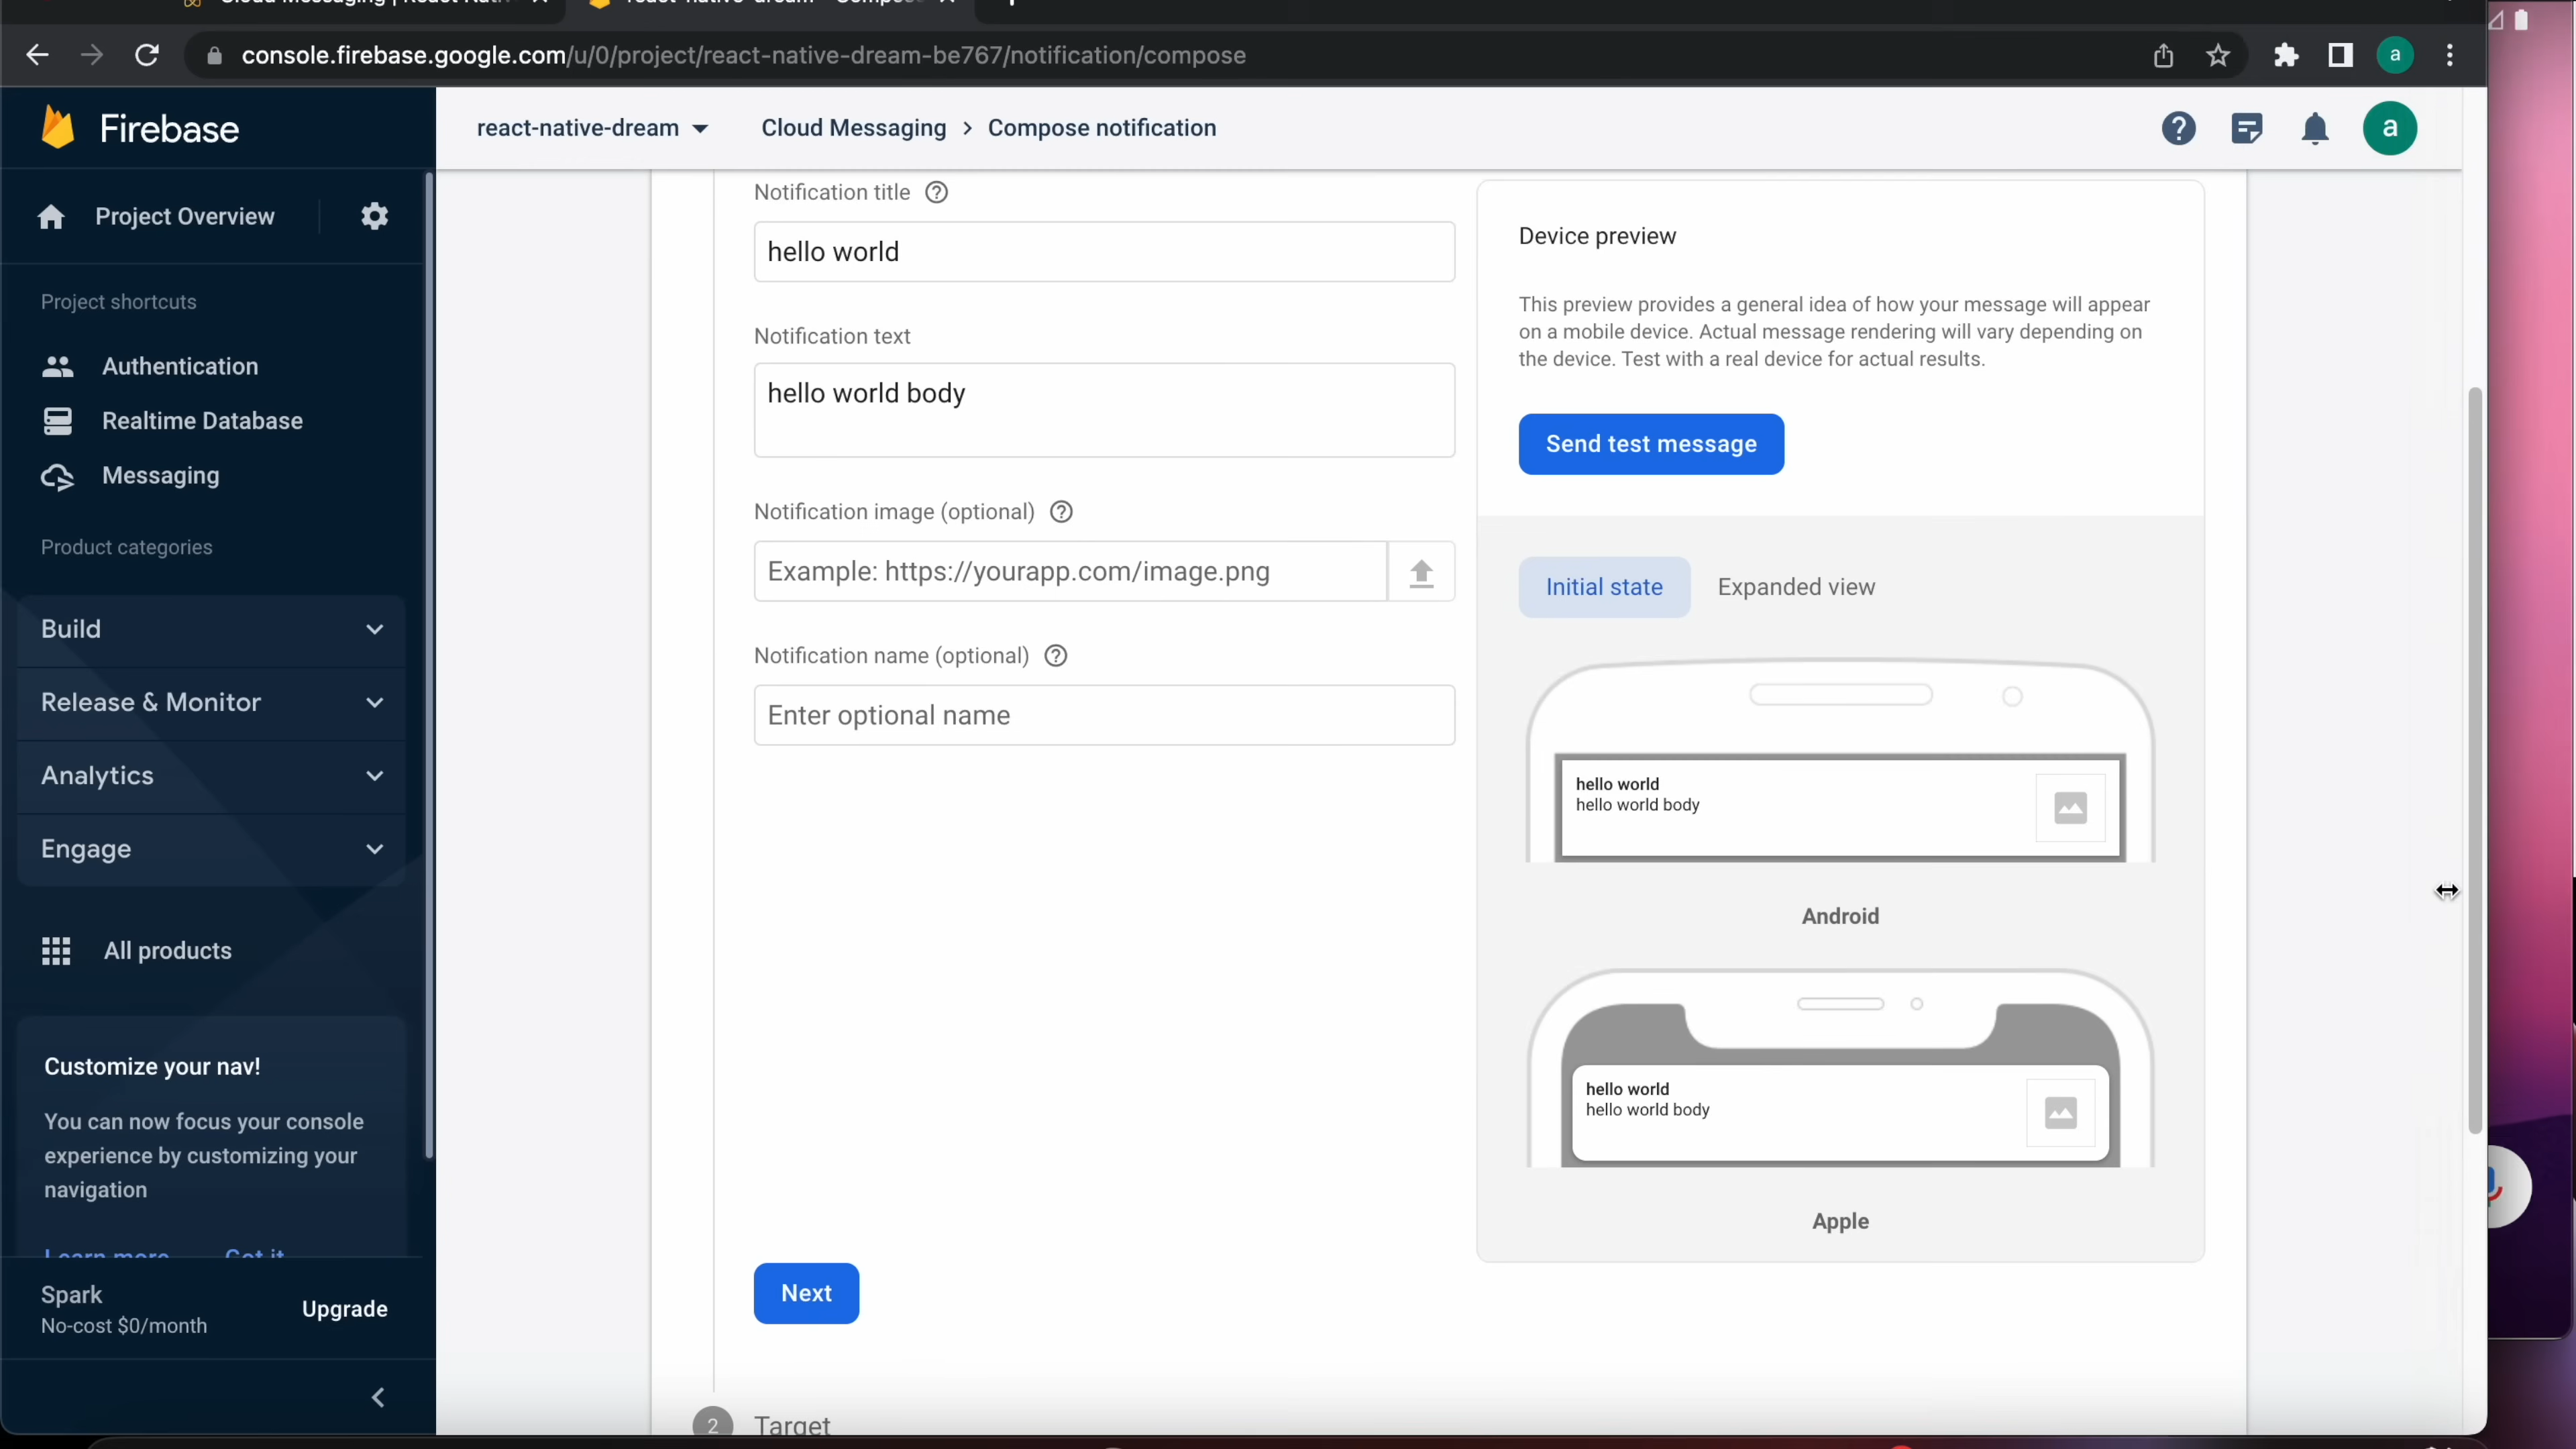 console.firebase.google.com/u/0/project/react-native-dream-be767/notification/compose
a
Firebase
react-native-dream
Cloud Messaging > Compose notification
a
Project Overview
Project shortcuts
Authentication
Realtime Database
Messaging
Product categories
Build
Release & Monitor
Analytics
Engage
All products
Customize your nav!
You can now focus your console
experience by customizing your
navigation
Learn more
Got it
Spark
No-cost $0/month
Upgrade
Notification title
hello world
Notification text
hello world body
Notification image (optional)
Example: https://yourapp.com/image.png
Notification name (optional)
Enter optional name
Next
2
Target
Device preview
This preview provides a general idea of how your message will appear
on a mobile device. Actual message rendering will vary depending on
the device. Test with a real device for actual results.
Send test message
Initial state
Expanded view
hello world
hello world body
Android
hello world
hello world body
Apple